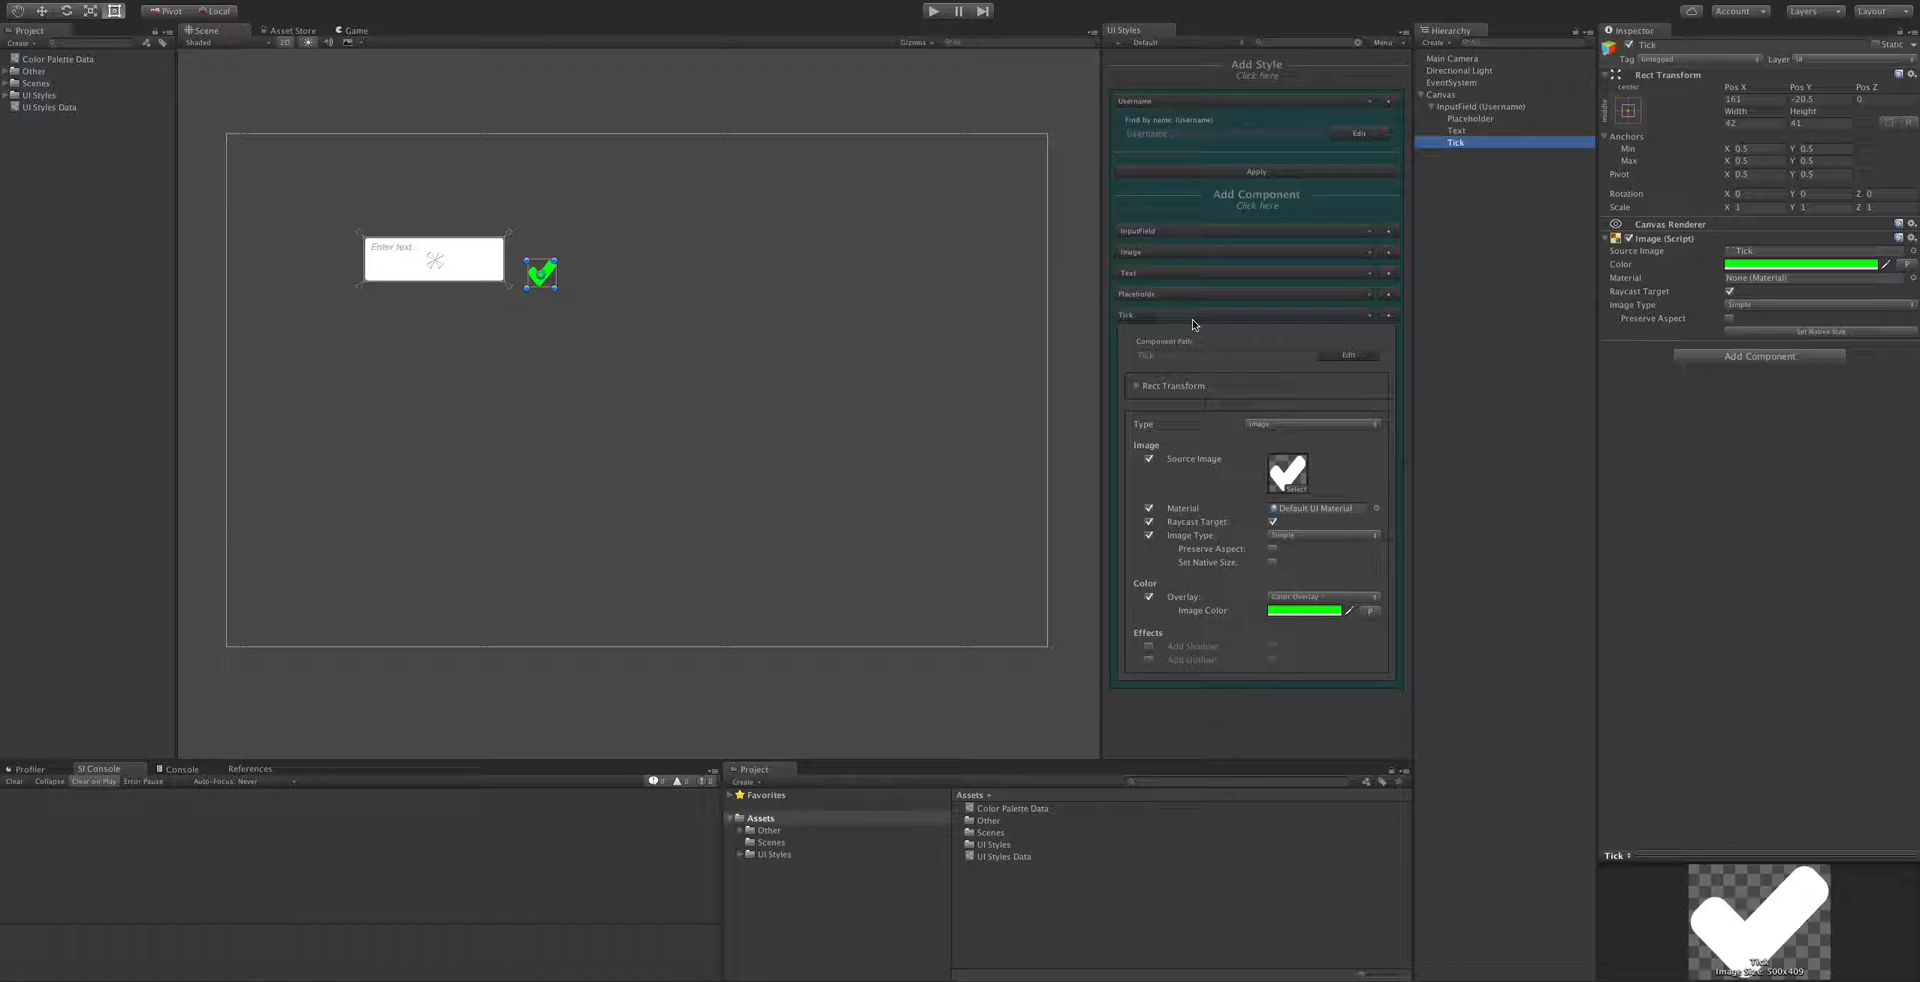 Pivot Local
Account Layers Layout
Project
Create
Color Palette Data
Other
Scenes
UI Styles
UI Styles Data
Scene Asset Store Game
Shaded 2D Gizmos
Enter text...
UI Styles
Default Menu
Add Style
Click here
Username
Find by name: (Username)
Username Edit
Apply
Add Component
Click here
InputField
Image
Text
Tick
Component Path:
Tick Edit
Rect Transform
Type Image
Image
Source Image
Select
Material Default UI Material
Raycast Target:
Image Type Simple
Preserve Aspect:
Set Native Size.
Color
Overlay: Color Overlay
Image Color: P
Effects
Add Shadow
Add Outline
Hierarchy
Create
Main Camera
Directional Light
EventSystem
Canvas
InputField (Username)
Placeholder
Text
Tick
Inspector
Tick Static
Tag Untagged Layer UI
Rect Transform
center Pos X Pos Y Pos Z
middle 161 -20.5 0
Width Height
42 41 R
Anchors
Min X 0.5 Y 0.5
Max X 0.5 Y 0.5
Pivot X 0.5 Y 0.5
Rotation X 0 Y 0 Z 0
Scale X 1 Y 1 Z 1
Canvas Renderer
Image (Script)
Source Image Tick
Color P
Material None (Material)
Raycast Target
Image Type Simple
Preserve Aspect
Set Native Size
Add Component
Profiler SI Console Console References
Clear Collapse Clear on Play Error Pause Auto-Focus: Never 0 0 0
Project
Create
Favorites
Assets
Other
Scenes
UI Styles
Assets
Color Palette Data
Other
Scenes
UI Styles
UI Styles Data
Tick
Tick
Image Size: 500x409